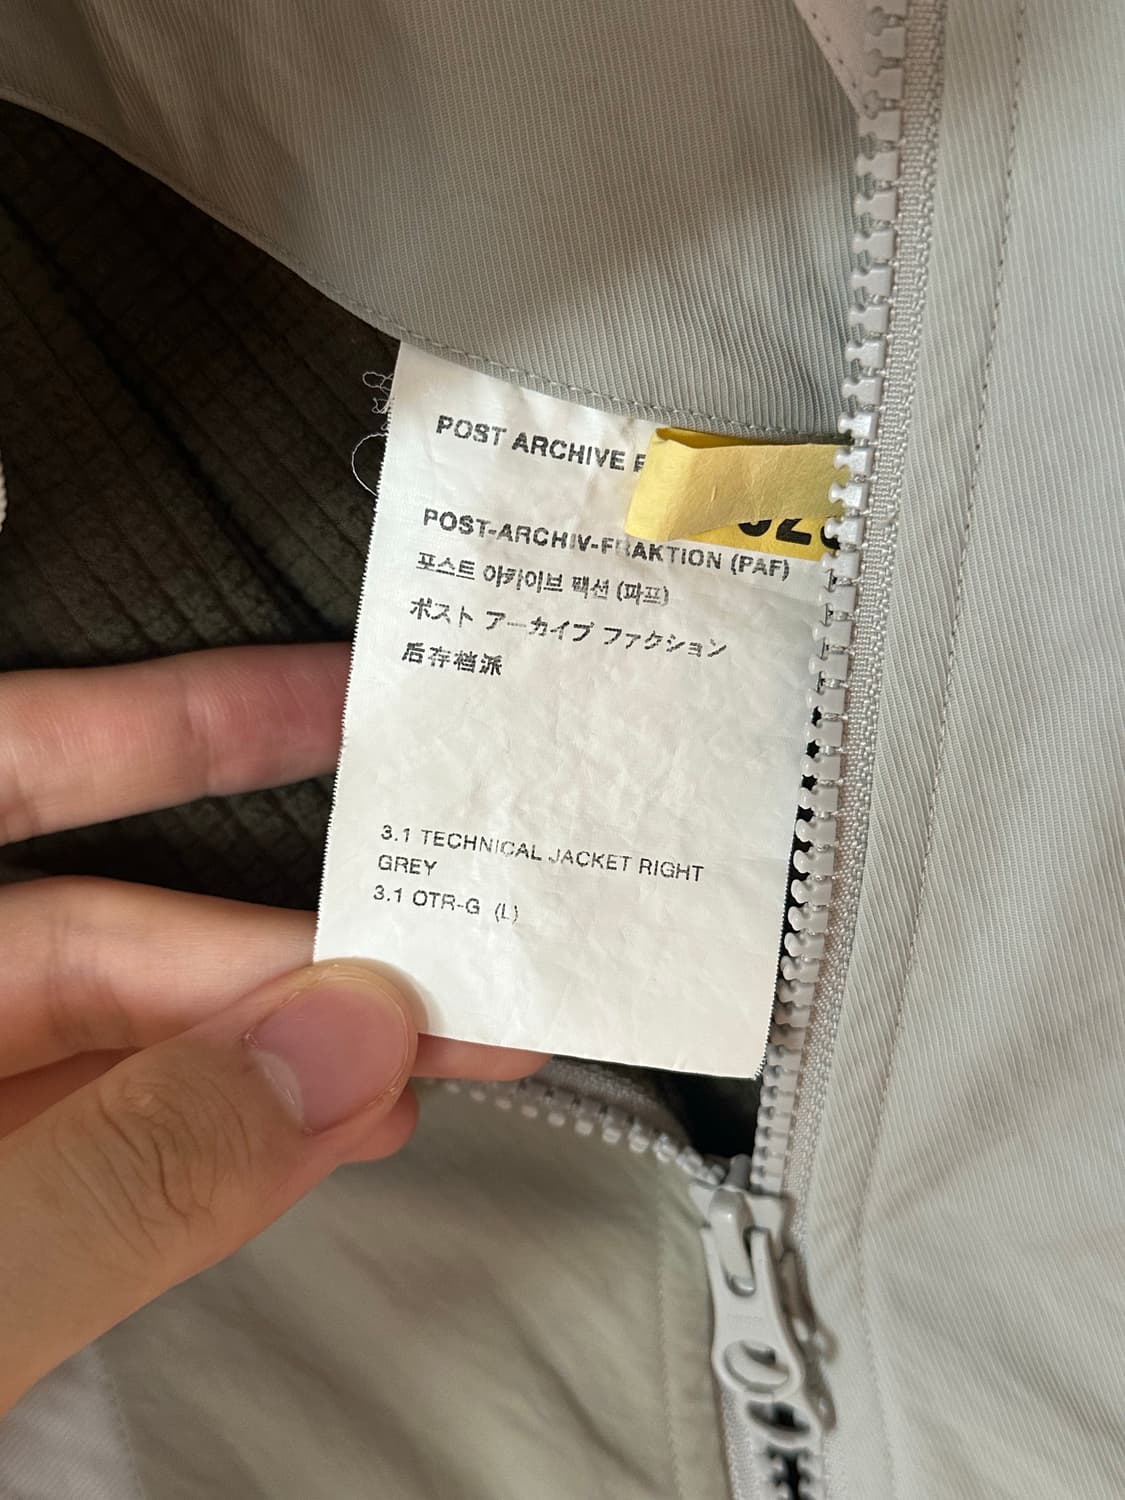 POST ARCHIVE
POST-ARCHIV-FRAKTION (PAF)
포스트 아카이브 팩션 (파프)
ポスト アーカイブ ファクション
后存档派
3.1 TECHNICAL JACKET RIGHT
GREY
3.1 OTR-G (L)